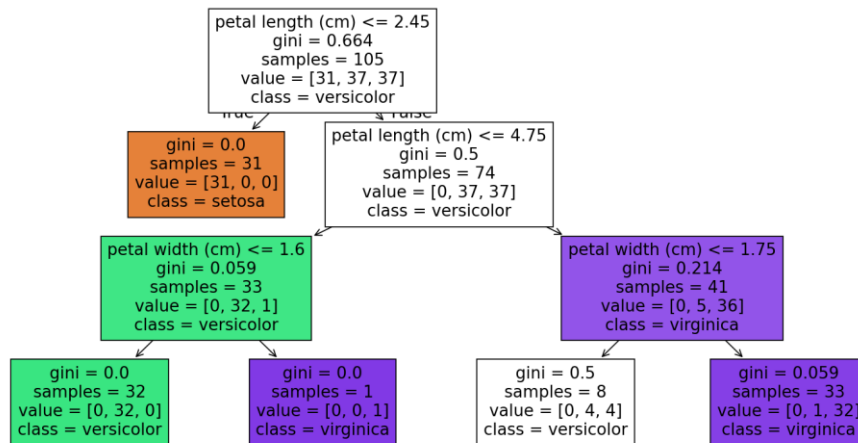 petal length (cm) <= 2.45
gini = 0.664
samples = 105
value = [31, 37, 37]
class = versicolor
True
False
gini = 0.0
samples = 31
value = [31, 0, 0]
class = setosa
petal length (cm) <= 4.75
gini = 0.5
samples = 74
value = [0, 37, 37]
class = versicolor
petal width (cm) <= 1.6
gini = 0.059
samples = 33
value = [0, 32, 1]
class = versicolor
petal width (cm) <= 1.75
gini = 0.214
samples = 41
value = [0, 5, 36]
class = virginica
gini = 0.0
samples = 32
value = [0, 32, 0]
class = versicolor
gini = 0.0
samples = 1
value = [0, 0, 1]
class = virginica
gini = 0.5
samples = 8
value = [0, 4, 4]
class = versicolor
gini = 0.059
samples = 33
value = [0, 1, 32]
class = virginica